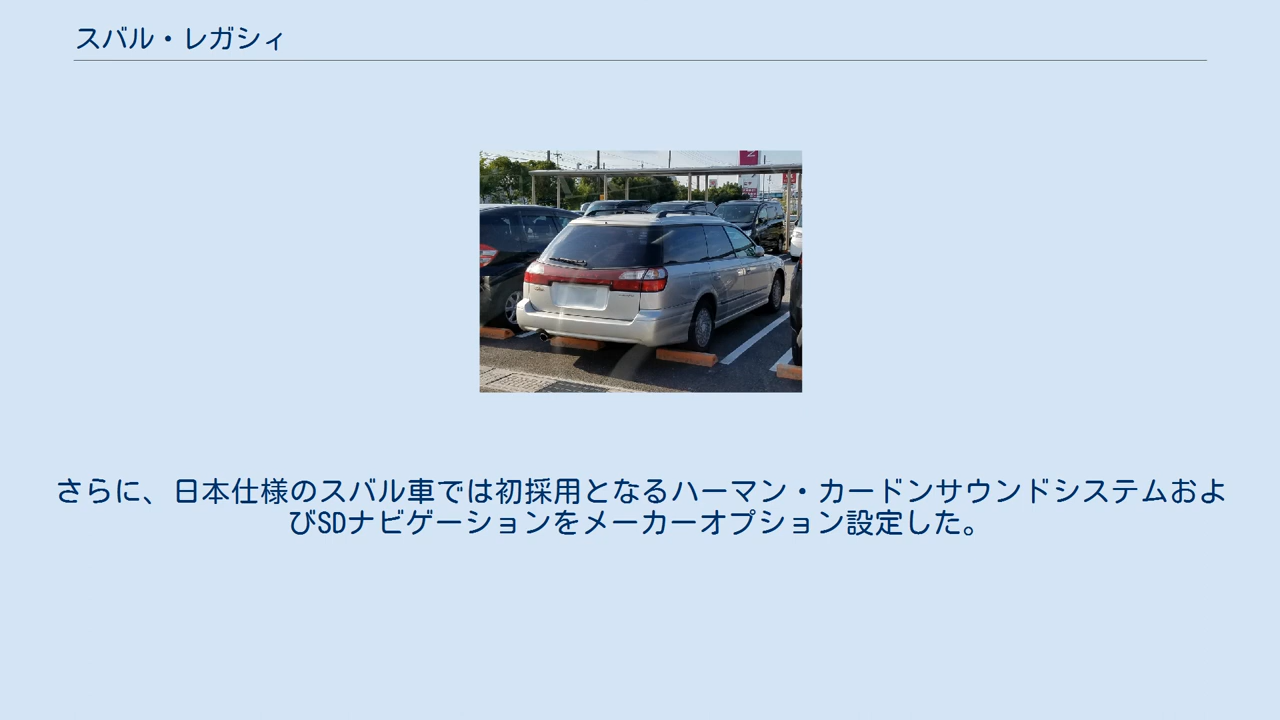 スバル・レガシィ
さらに、日本仕様のスバル車では初採用となるハーマン・カードンサウンドシステムおよ
びSDナビゲーションをメーカーオプション設定した。